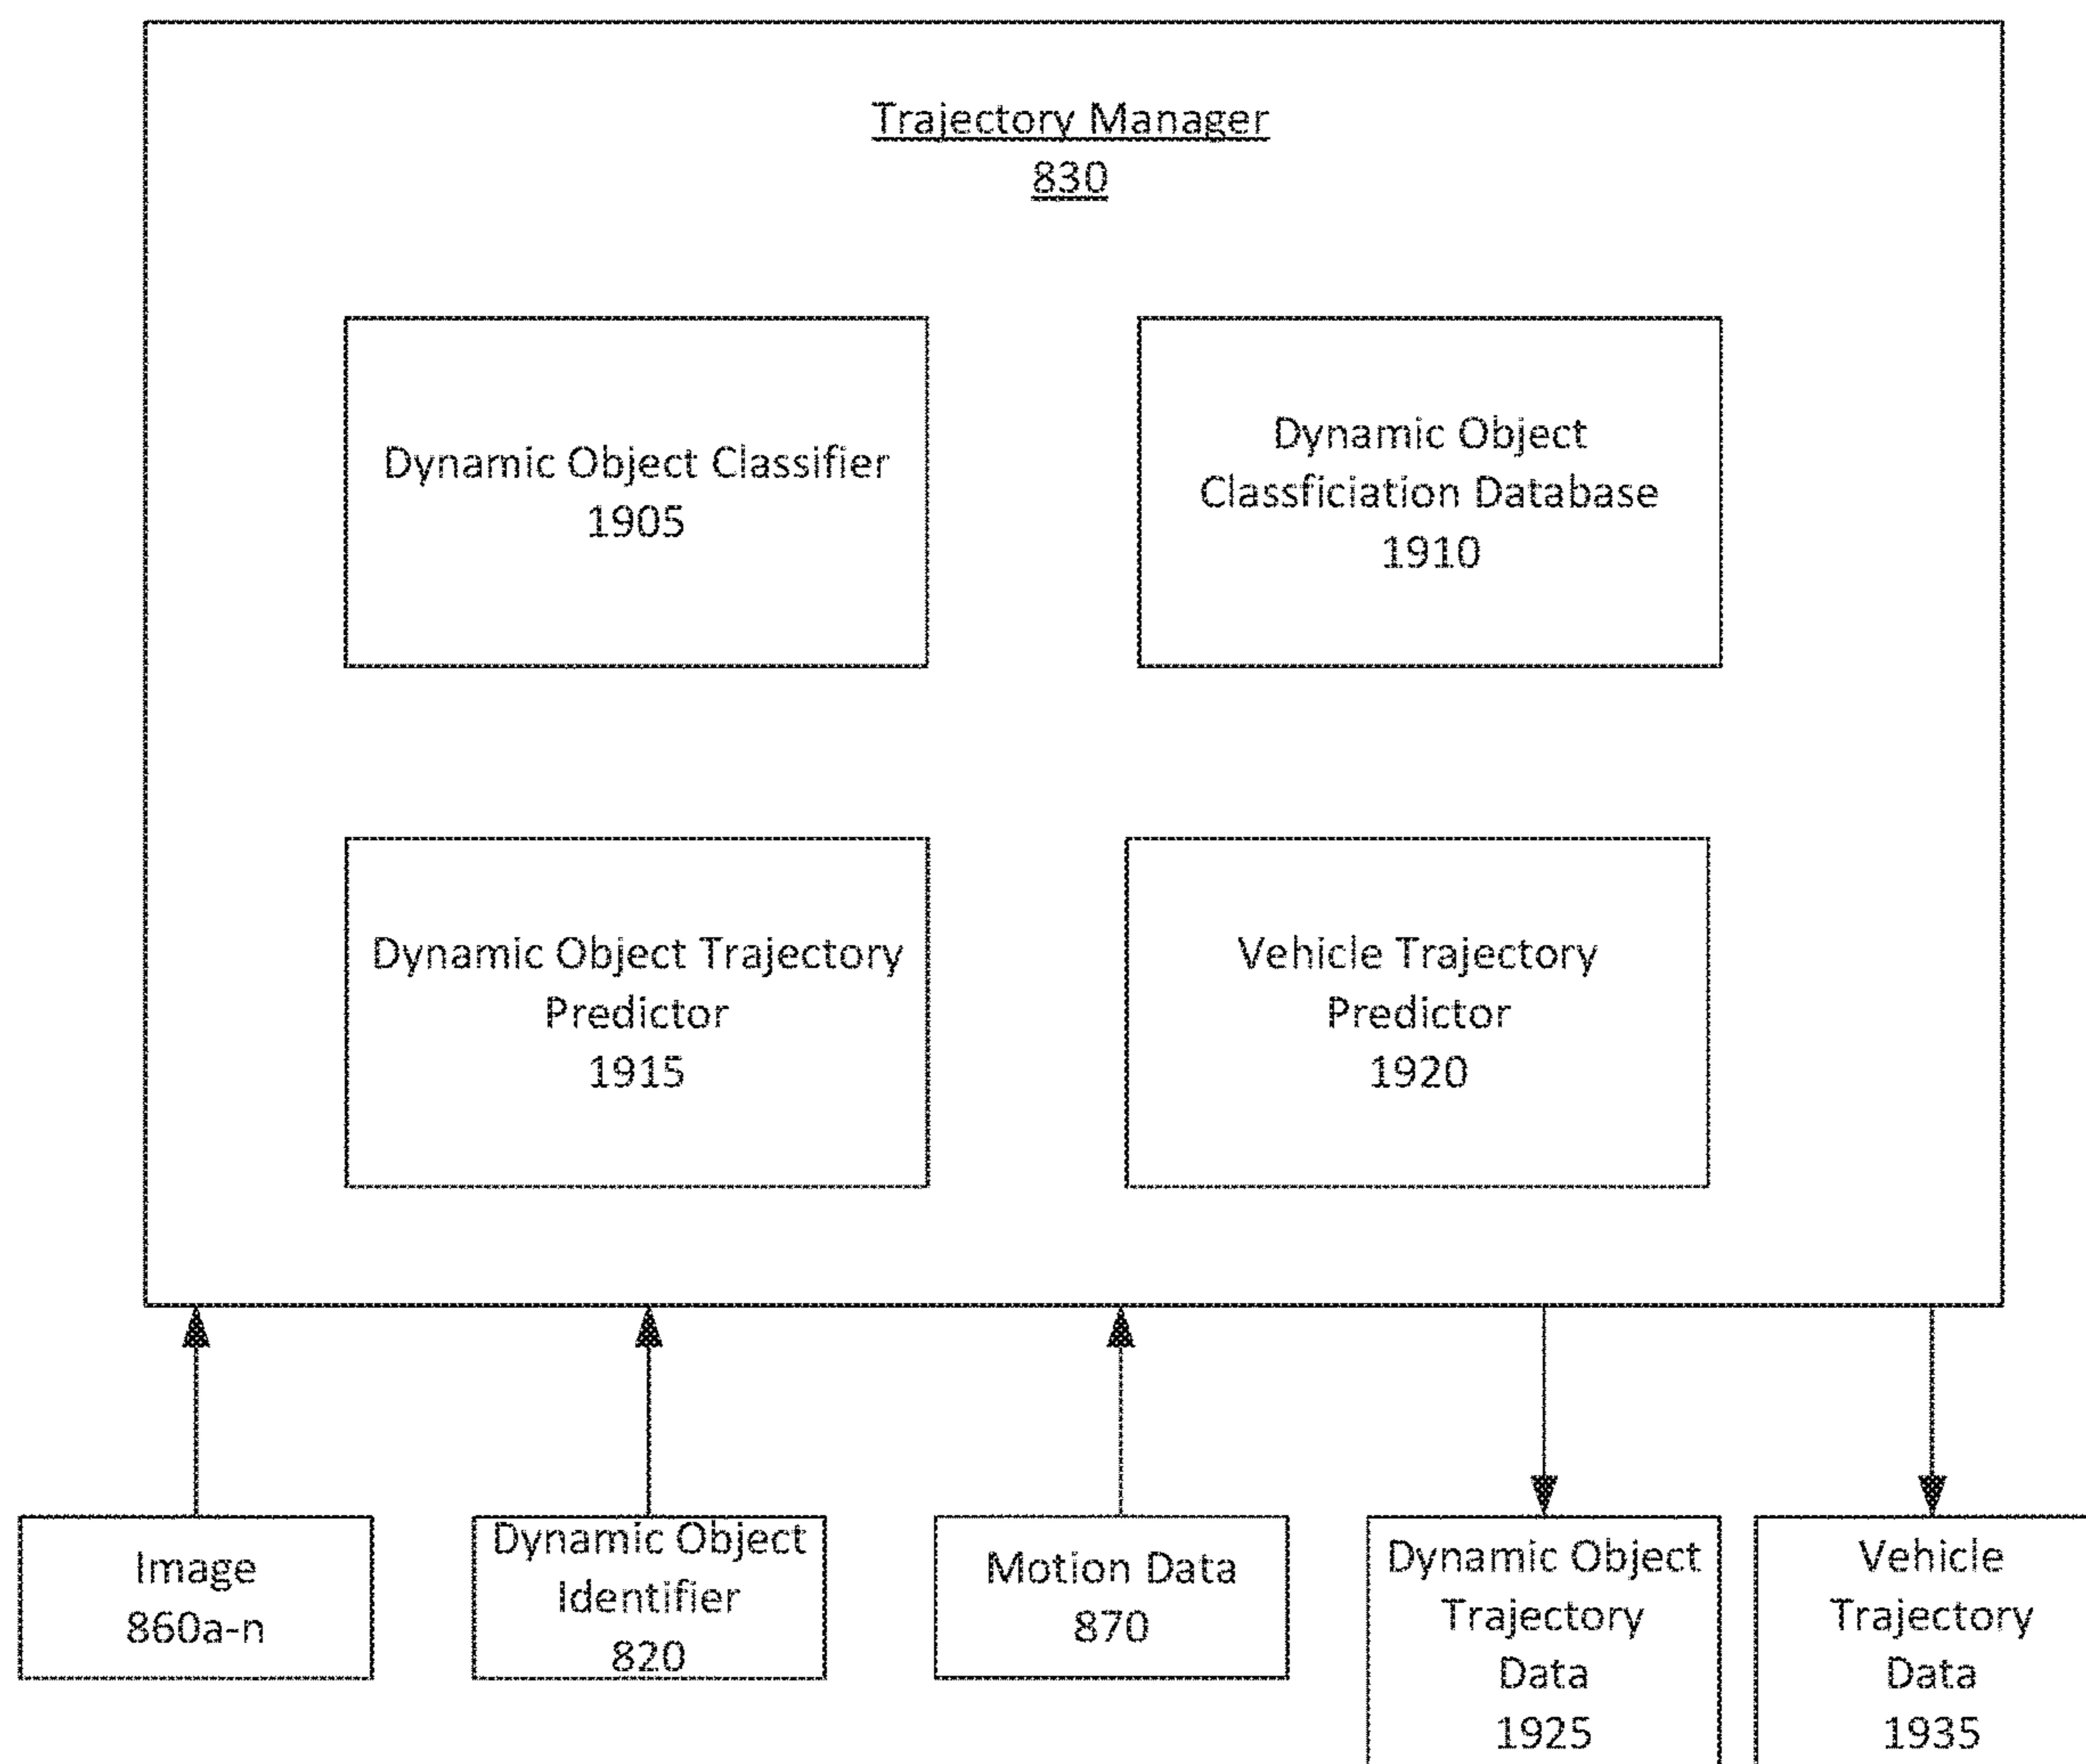 Trajectory Manager
830
Dynamic Object Classifier
1905
Dynamic Object
Classficiation Database
1910
Dynamic Object Trajectory
Predictor
1915
Vehicle Trajectory
Predictor
1920
Image
860a-n
Dynamic Object
Identifier
820
Motion Data
870
Dynamic Object
Trajectory
Data
1925
Vehicle
Trajectory
Data
1935